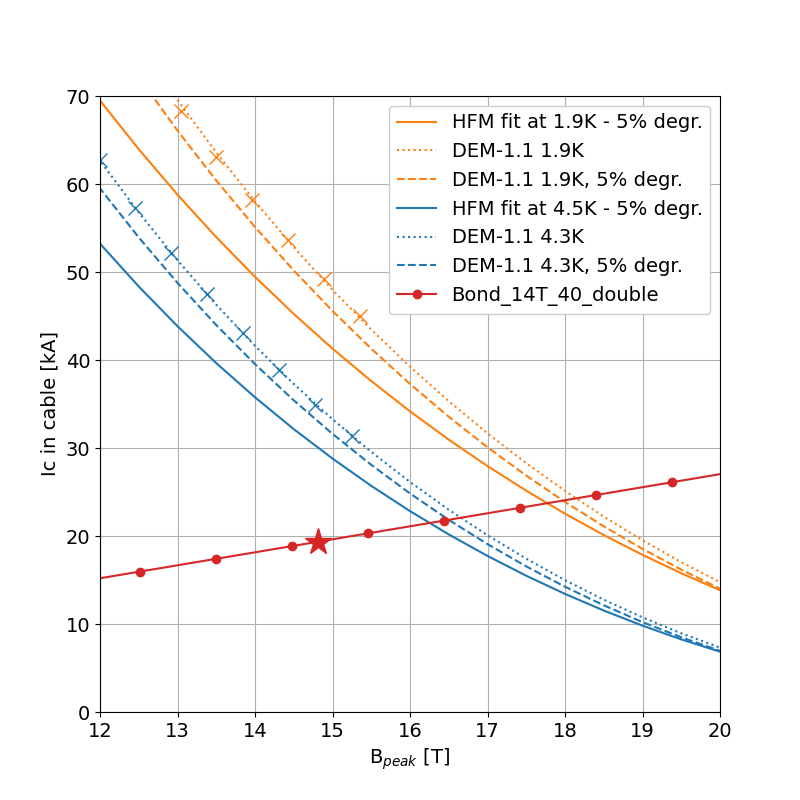 70
60
50
40
30
20
10
0
Ic in cable [kA]
HFM fit at 1.9K - 5% degr.
DEM-1.1 1.9K
DEM-1.1 1.9K, 5% degr.
HFM fit at 4.5K - 5% degr.
DEM-1.1 4.3K
DEM-1.1 4.3K, 5% degr.
Bond_14T_40_double
12 13 14 15 16 17 18 19 20
B_peak [T]